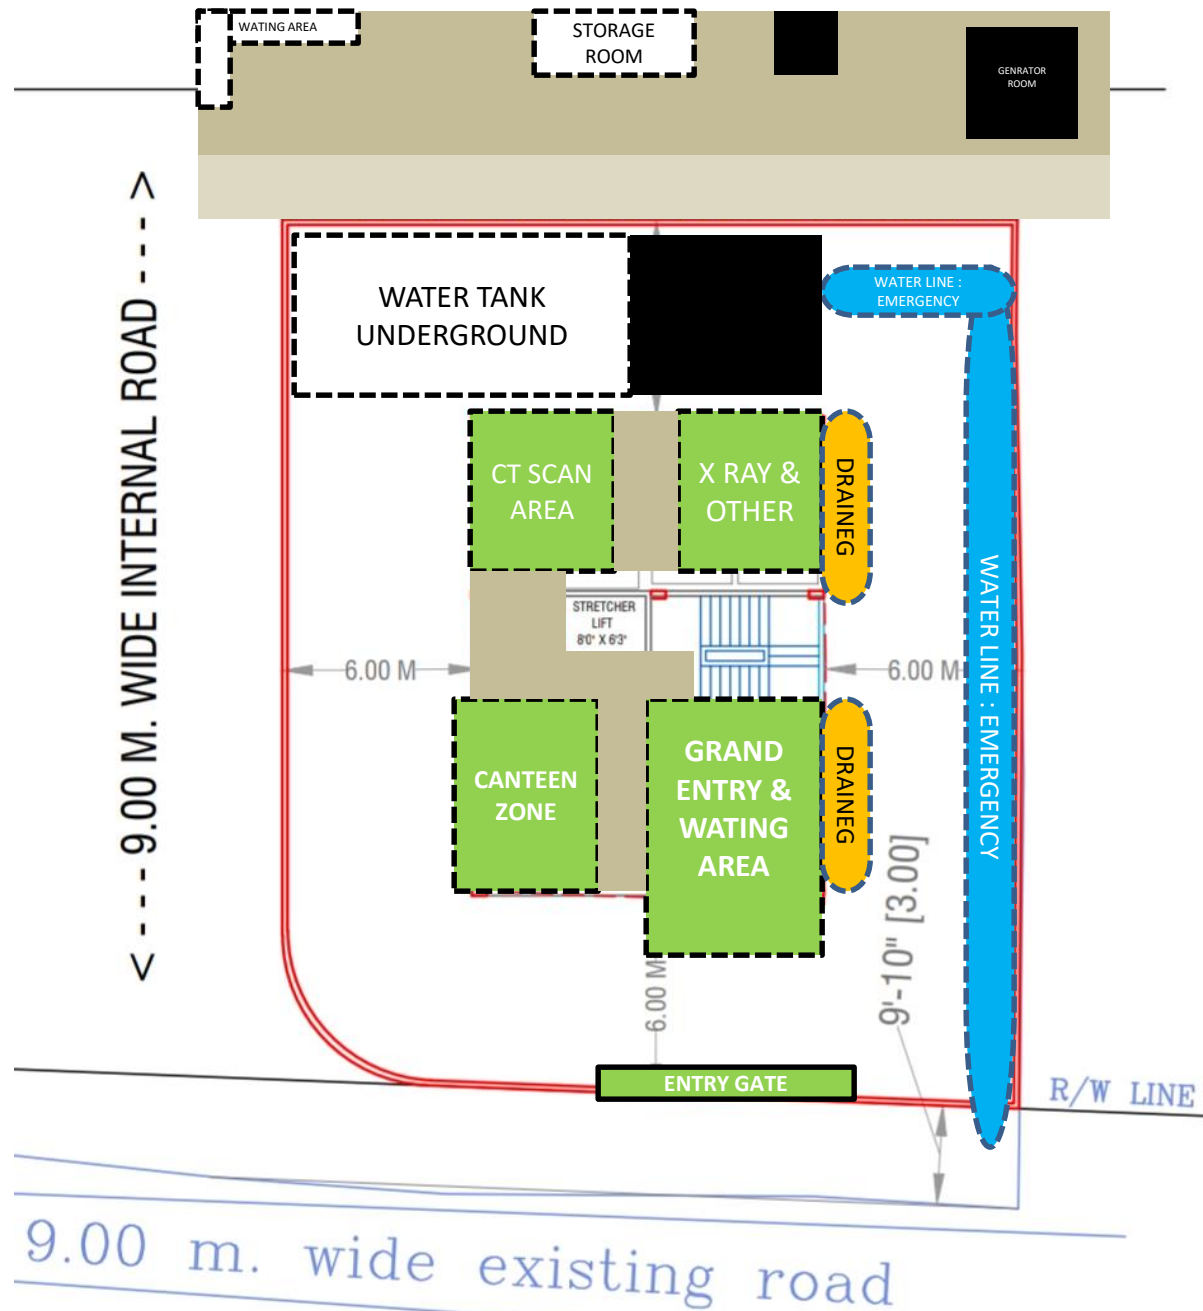 WATING AREA
STORAGE
ROOM
GENRATOR
ROOM
<--- 9.00 M. WIDE INTERNAL ROAD --->
WATER TANK
UNDERGROUND
WATER LINE :
EMERGENCY
CT SCAN
AREA
X RAY &
OTHER
DRAINEG
STRETCHER
LIFT
8'0" X 6'3"
6.00 M
6.00 M
WATER LINE : EMERGENCY
CANTEEN
ZONE
GRAND
ENTRY &
WATING
AREA
DRAINEG
9'-10" [3.00]
6.00 M
ENTRY GATE
R/W LINE
9.00 m. wide existing road